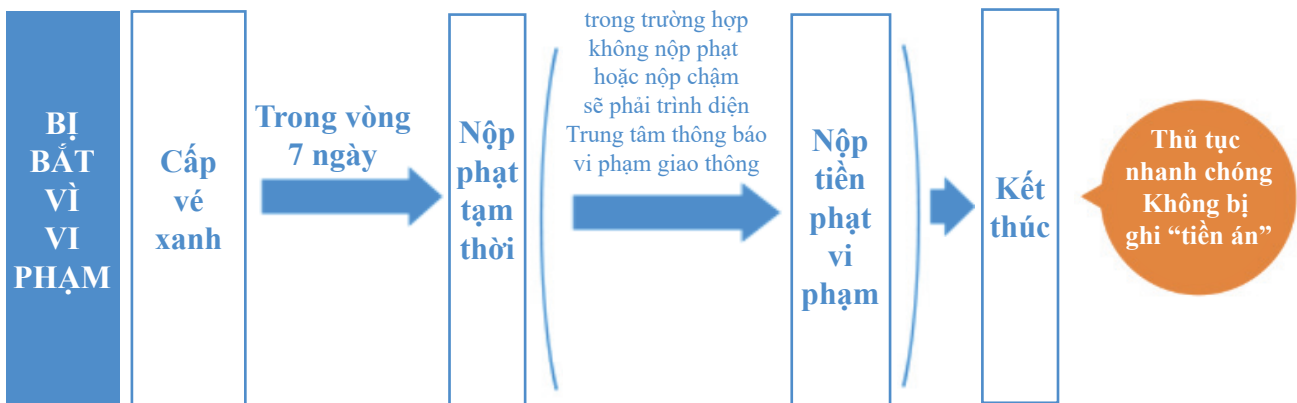 BỊ
BẮT
VÌ
VI
PHẠM
Cấp
vé
xanh
Trong vòng
7 ngày
Nộp
phạt
tạm
thời
trong trường hợp
không nộp phạt
hoặc nộp chậm
sẽ phải trình diện
Trung tâm thông báo
vi phạm giao thông
Nộp
tiền
phạt
vi
phạm
Kết
thúc
Thủ tục
nhanh chóng
Không bị
ghi “tiền án”